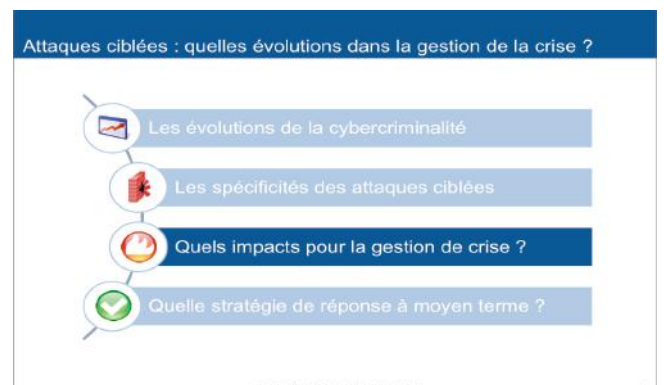 Attaques ciblées : quelles évolutions dans la gestion de la crise ?
Les évolutions de la cybercriminalité
Les spécificités des attaques ciblées
Quels impacts pour la gestion de crise ?
Quelle stratégie de réponse à moyen terme ?